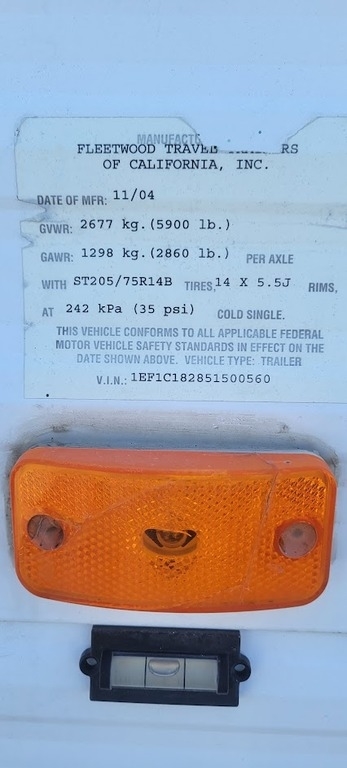 FLEETWOOD TRAVEL RS
OF CALIFORNIA, INC.
DATE OF MFR: 11/04
GVWR: 2677 kg.(5900 lb.)
GAWR: 1298 kg.(2860 lb.) PER AXLE
WITH ST205/75R14B TIRES,14 X 5.5J RIMS,
AT 242 kPa (35 psi) COLD SINGLE.
THIS VEHICLE CONFORMS TO ALL APPLICABLE FEDERAL
MOTOR VEHICLE SAFETY STANDARDS IN EFFECT ON THE
DATE SHOWN ABOVE. VEHICLE TYPE: TRAILER
V.I.N.: 1EF1C182851500560